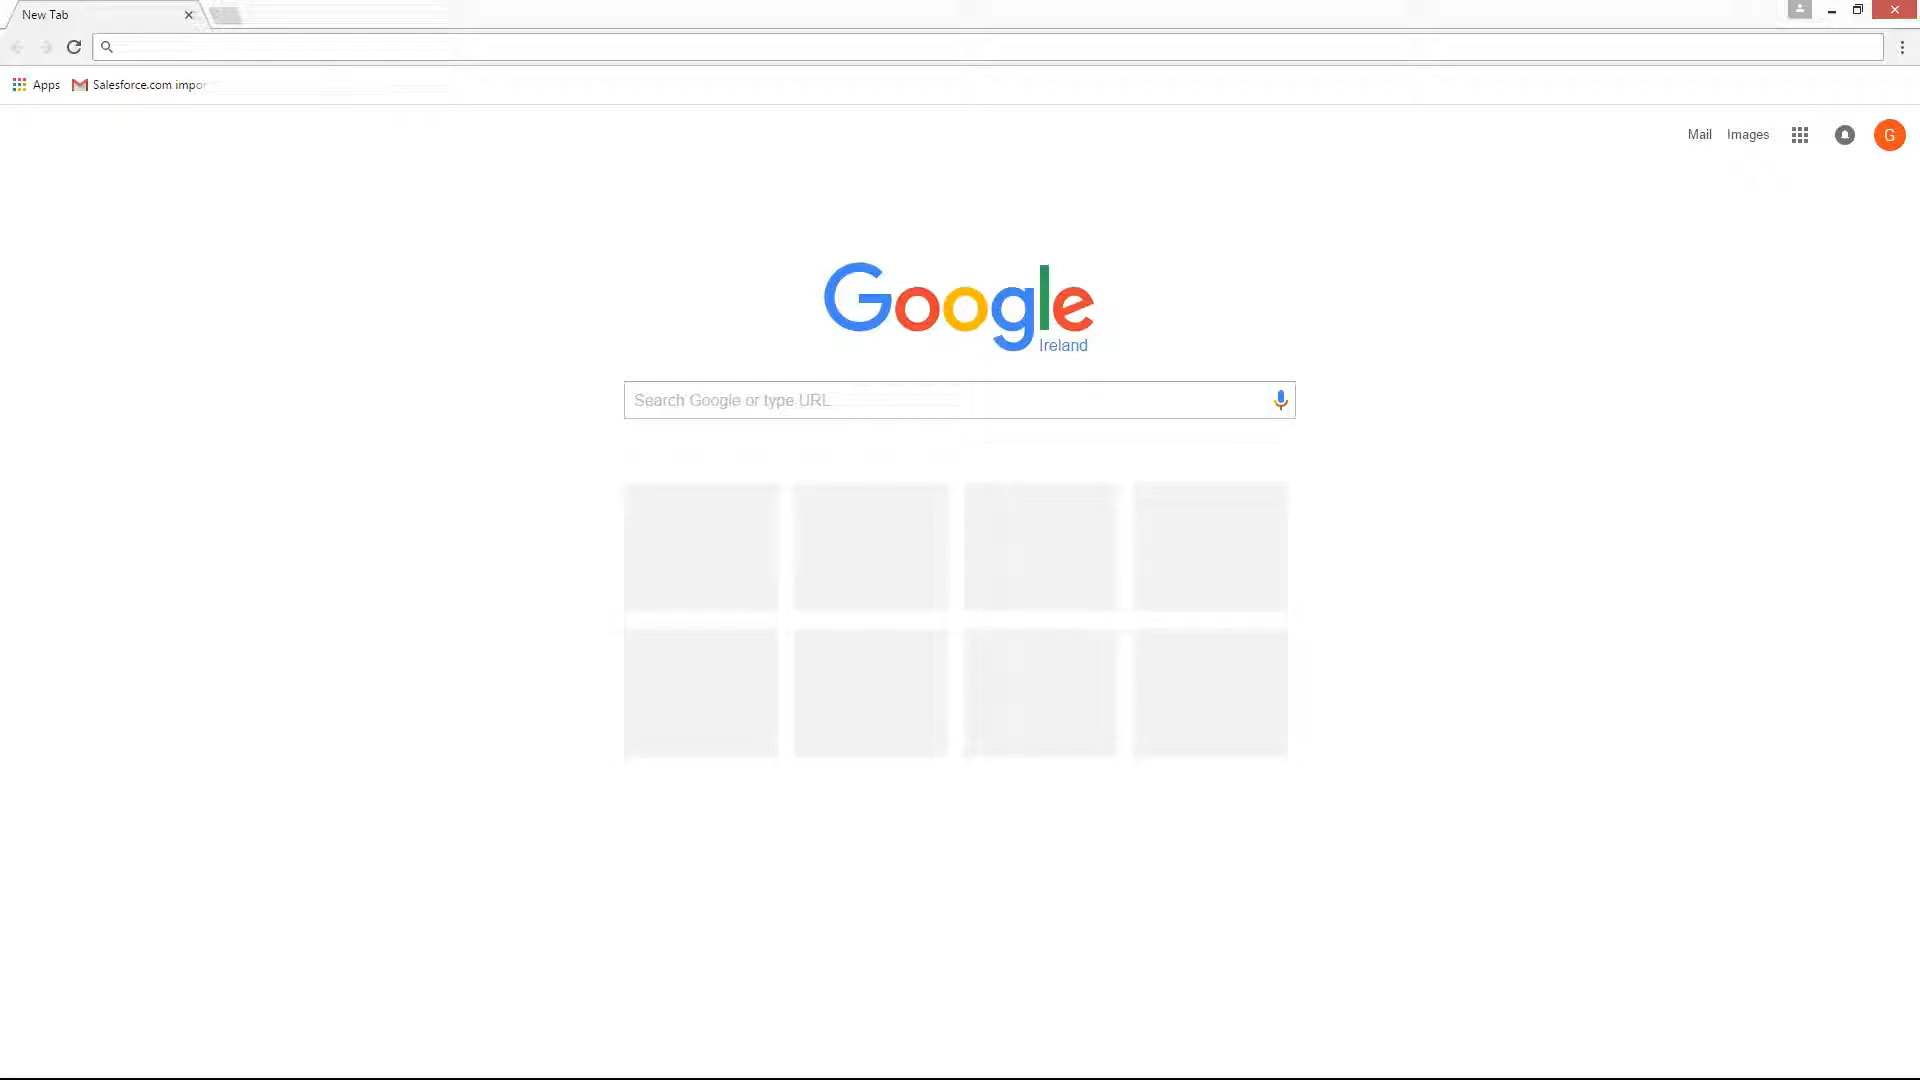 New Tab
Apps Salesforce.com impor
Mail Images G
Google
Ireland
Search Google or type URL